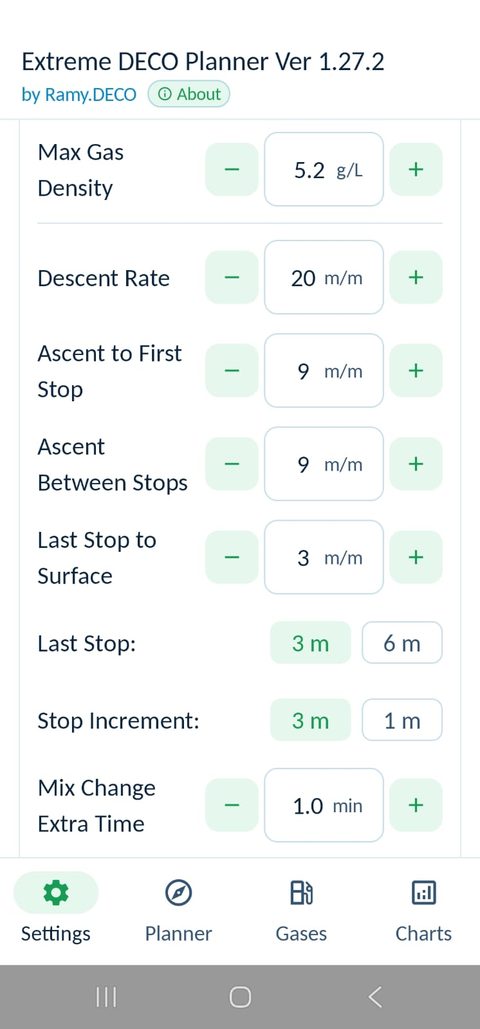 Extreme DECO Planner Ver 1.27.2
by Ramy.DECO About
Max Gas
Density
− 5.2 g/L +
Descent Rate − 20 m/m +
Ascent to First
Stop
− 9 m/m +
Ascent
Between Stops
− 9 m/m +
Last Stop to
Surface
− 3 m/m +
Last Stop: 3 m 6 m
Stop Increment: 3 m 1 m
Mix Change
Extra Time
− 1.0 min +
Settings Planner Gases Charts